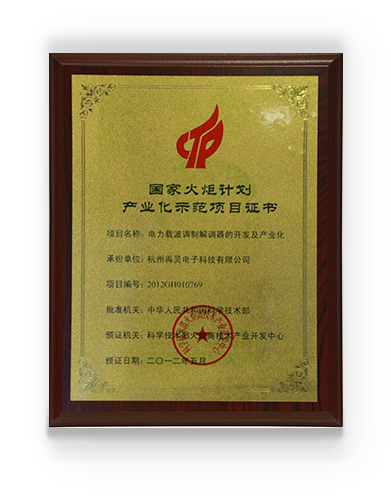 国家火炬计划
产业化示范项目证书
项目名称：电力载波调制解调器的开发及产业化
承担单位：杭州再灵电子科技有限公司
项目编号：2012GH010769
批准机关：中华人民共和国科学技术部
颁证机关：科学技术部火炬高技术产业开发中心
颁证日期：二〇一二年五月